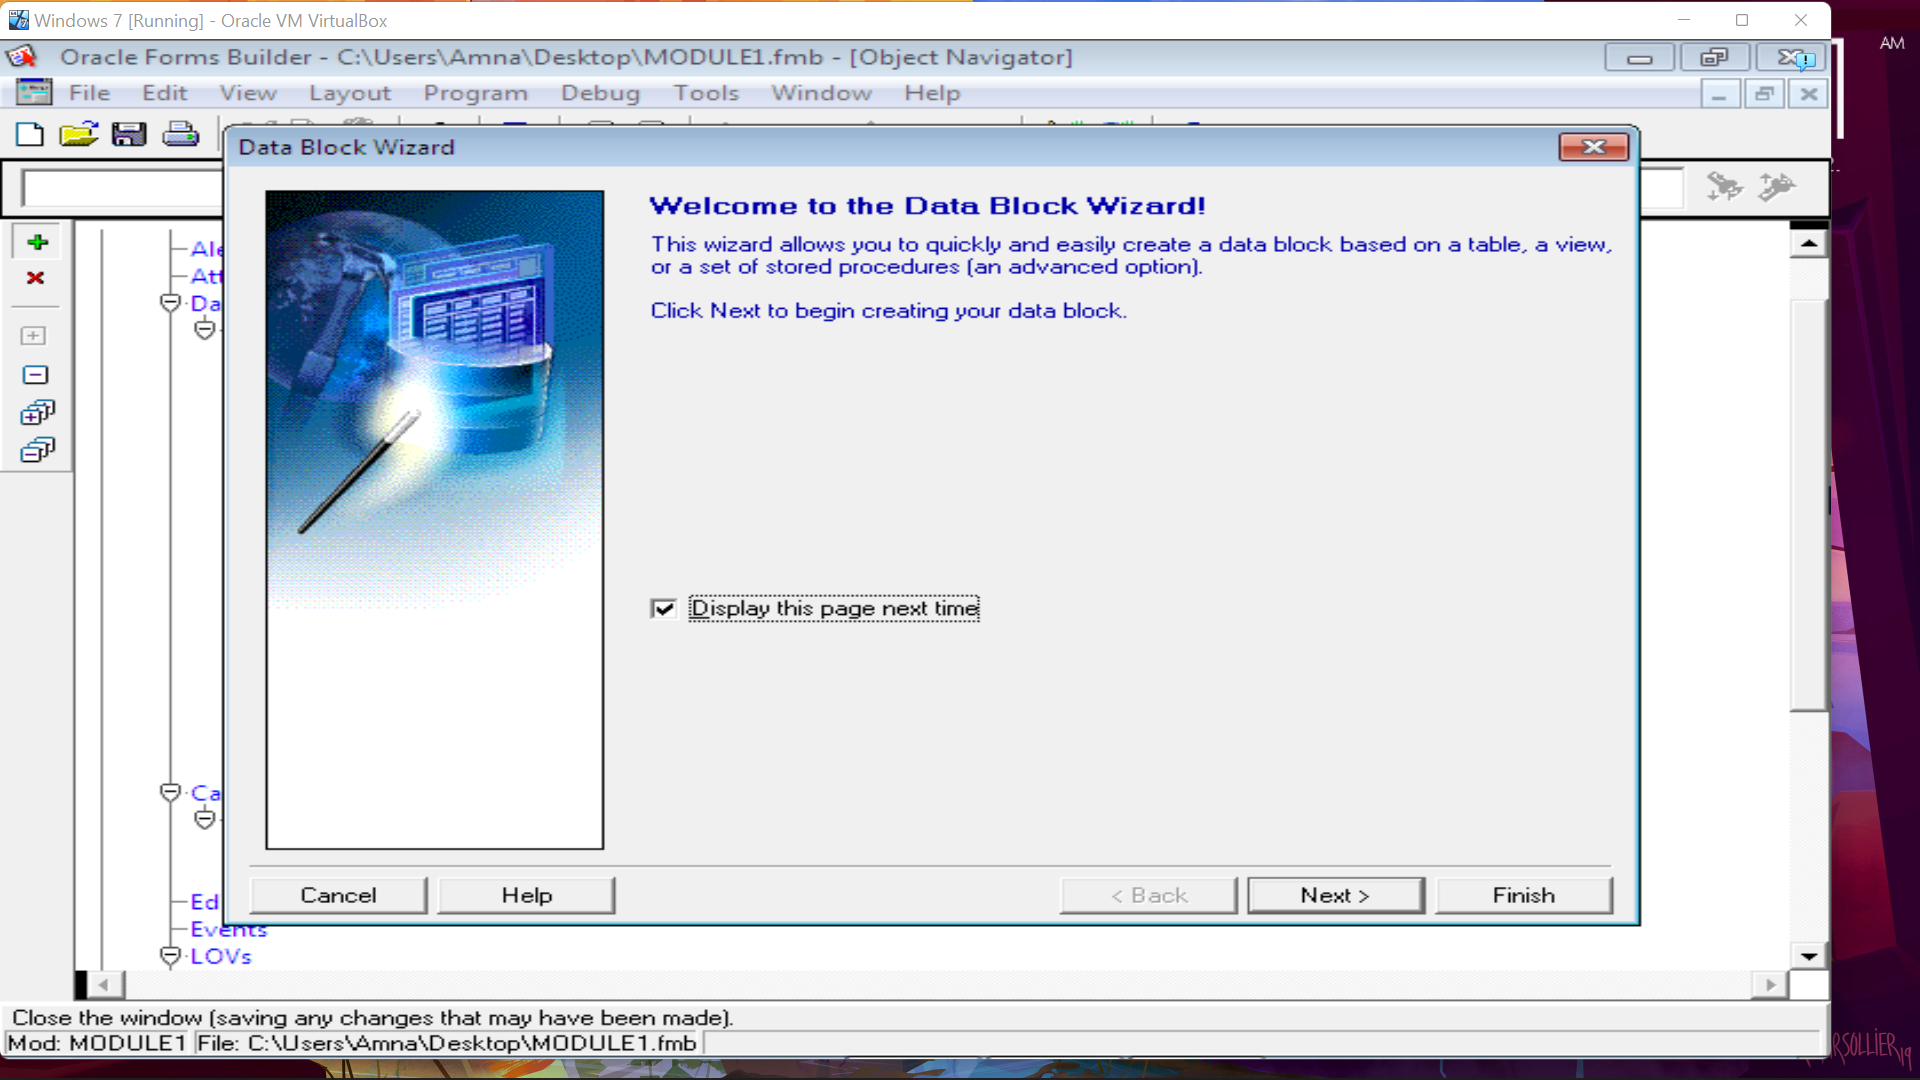 Windows 7 [Running] - Oracle VM VirtualBox
AM
Oracle Forms Builder - C:\Users\Amna\Desktop\MODULE1.fmb - [Object Navigator]
File Edit View Layout Program Debug Tools Window Help
Data Block Wizard
Welcome to the Data Block Wizard!
This wizard allows you to quickly and easily create a data block based on a table, a view,
or a set of stored procedures (an advanced option).
Click Next to begin creating your data block.
Display this page next time
Cancel Help < Back Next > Finish
Ale
Att
Da
Ca
Ed
Events
LOVs
Close the window (saving any changes that may have been made).
Mod: MODULE1 File: C:\Users\Amna\Desktop\MODULE1.fmb
RSOLLIER 19